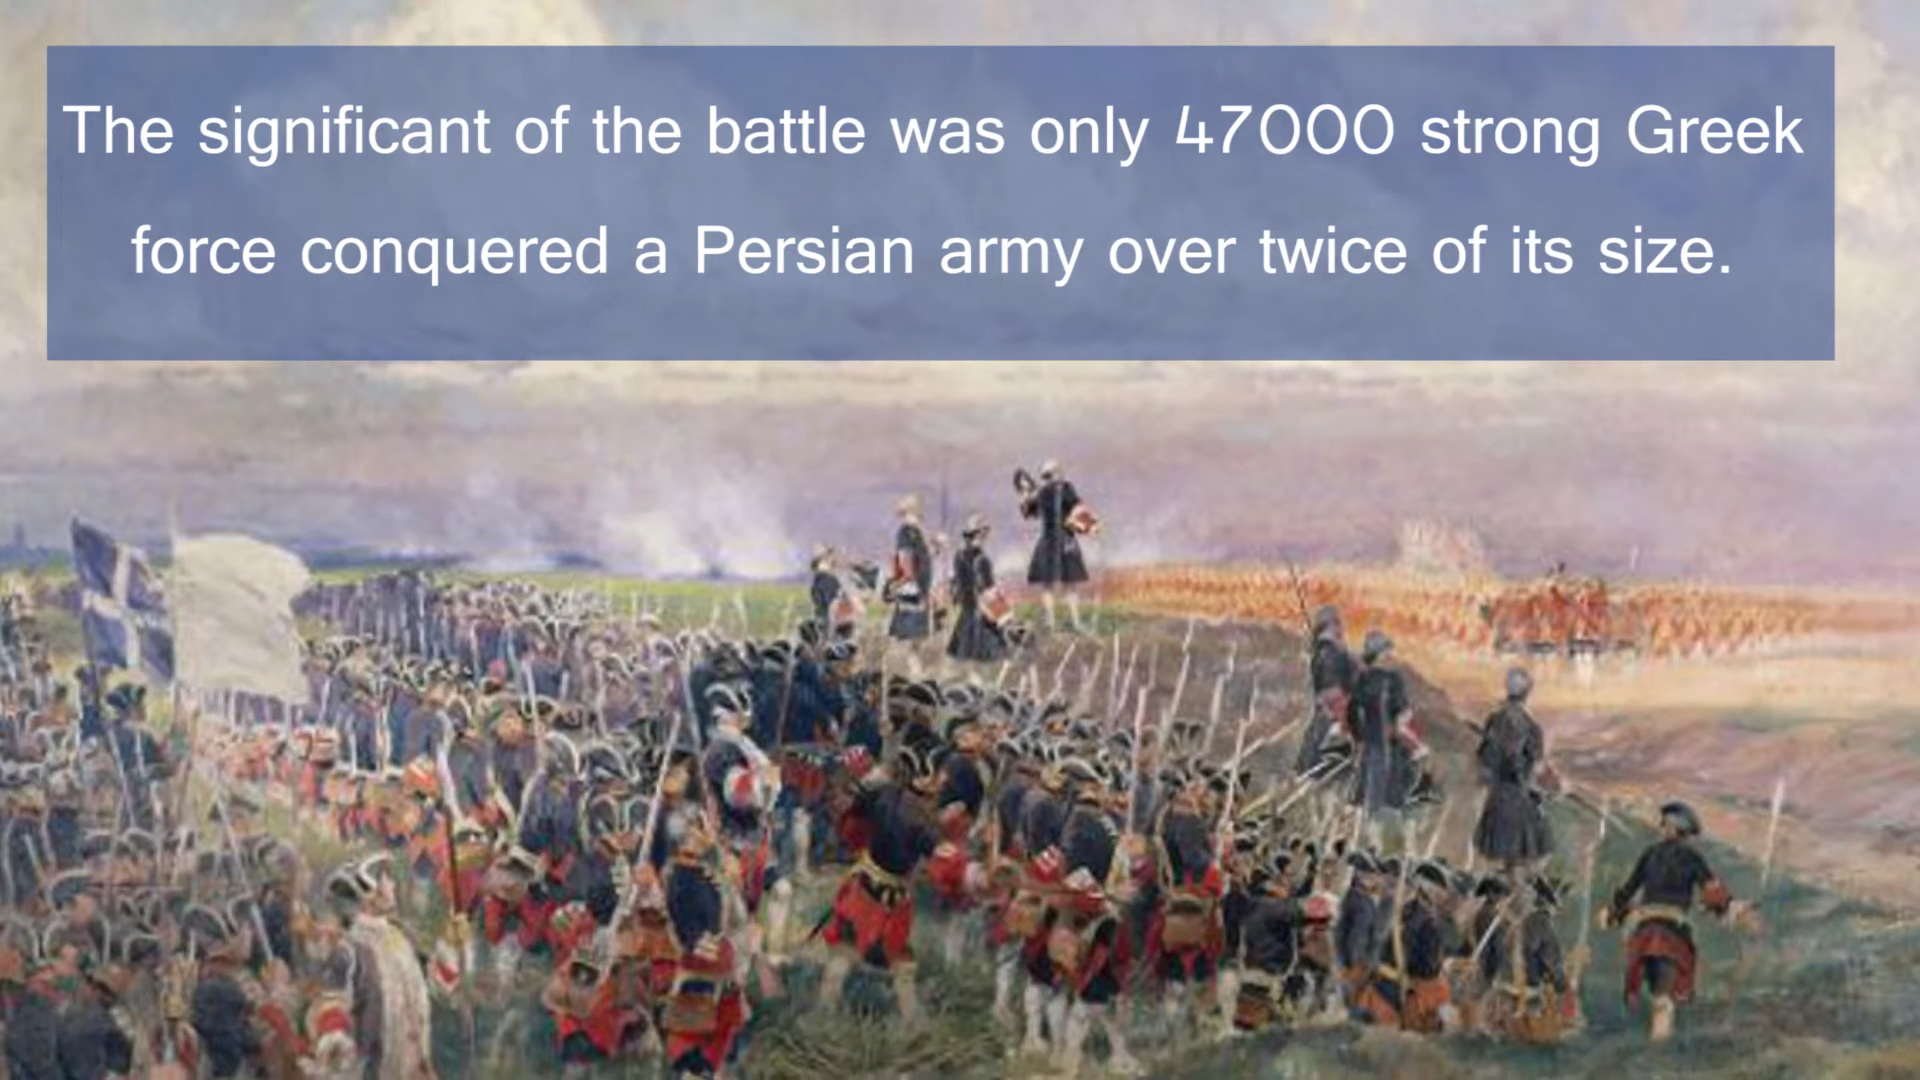 The significant of the battle was only 47000 strong Greek
force conquered a Persian army over twice of its size.